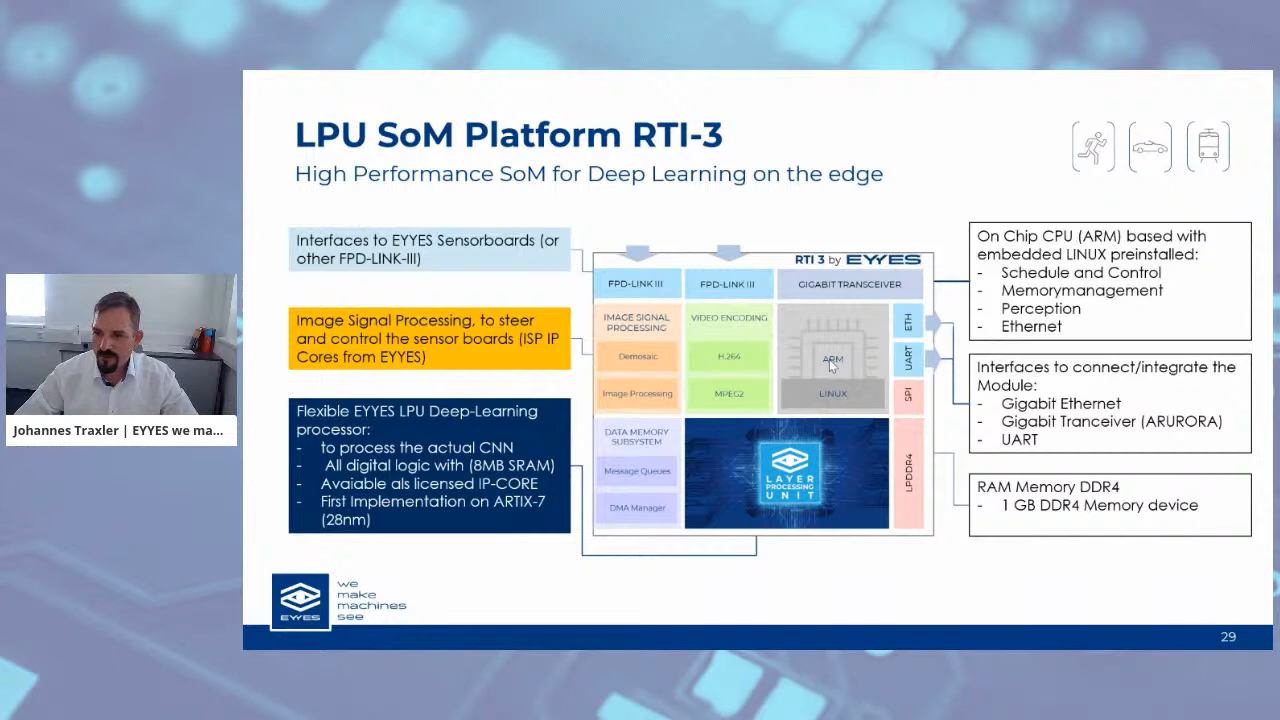 LPU SoM Platform RTI-3
High Performance SoM for Deep Learning on the edge
Interfaces to EYYES Sensorboards (or
other FPD-LINK-III)
Image Signal Processing, to steer
and control the sensor boards (ISP IP
Cores from EYYES)
Flexible EYYES LPU Deep-Learning
processor:
- to process the actual CNN
- All digital logic with (8MB SRAM)
- Avaiable als licensed IP-CORE
- First Implementation on ARTIX-7
(28nm)
RTI 3 by EYYES
FPD-LINK III
FPD-LINK III
GIGABIT TRANSCEIVER
IMAGE SIGNAL
PROCESSING
Demosaic
Image Processing
VIDEO ENCODING
H.264
MPEG2
ARM
LINUX
ETH
UART
SPI
DATA MEMORY
SUBSYSTEM
Message Queues
DMA Manager
LAYER
PROCESSING
UNIT
LPDDR4
On Chip CPU (ARM) based with
embedded LINUX preinstalled:
- Schedule and Control
- Memorymanagement
- Perception
- Ethernet
Interfaces to connect/integrate the
Module:
- Gigabit Ethernet
- Gigabit Tranceiver (ARURORA)
- UART
RAM Memory DDR4
- 1 GB DDR4 Memory device
Johannes Traxler | EYYES we ma...
EYYES
we
make
machines
see
29